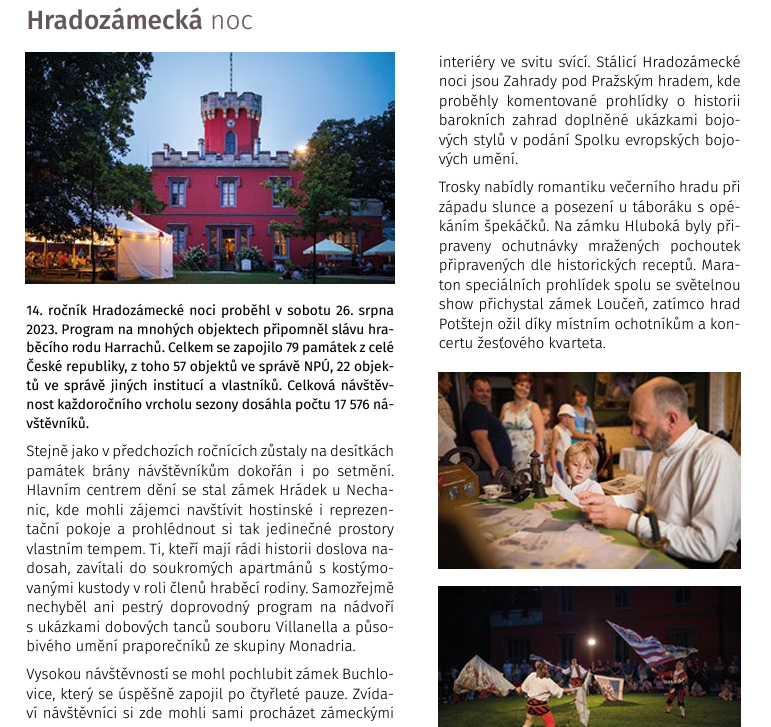 Hradozámecká noc
14. ročník Hradozámecké noci proběhl v sobotu 26. srpna
2023. Program na mnohých objektech připomněl slávu hra-
běcího rodu Harrachů. Celkem se zapojilo 79 památek z celé
České republiky, z toho 57 objektů ve správě NPÚ, 22 objek-
tů ve správě jiných institucí a vlastníků. Celková návštěv-
nost každoročního vrcholu sezony dosáhla počtu 17 576 ná-
vštěvníků.
Stejně jako v předchozích ročnících zůstaly na desítkách
památek brány návštěvníkům dokořán i po setmění.
Hlavním centrem dění se stal zámek Hrádek u Necha-
nic, kde mohli zájemci navštívit hostinské i reprezen-
tační pokoje a prohlédnout si tak jedinečné prostory
vlastním tempem. Ti, kteří mají rádi historii doslova na-
dosah, zavítali do soukromých apartmánů s kostýmo-
vanými kustody v roli členů hraběcí rodiny. Samozřejmě
nechyběl ani pestrý doprovodný program na nádvoří
s ukázkami dobových tanců souboru Villanella a půso-
bivého umění praporečníků ze skupiny Monadria.
Vysokou návštěvností se mohl pochlubit zámek Buchlo-
vice, který se úspěšně zapojil po čtyřleté pauze. Zvída-
ví návštěvníci si zde mohli sami procházet zámeckými
interiéry ve svitu svící. Stálicí Hradozámecké
noci jsou Zahrady pod Pražským hradem, kde
proběhly komentované prohlídky o historii
barokních zahrad doplněné ukázkami bojo-
vých stylů v podání Spolku evropských bojo-
vých umění.
Trosky nabídly romantiku večerního hradu při
západu slunce a posezení u táboráku s opé-
káním špekáčků. Na zámku Hluboká byly při-
praveny ochutnávky mražených pochoutek
připravených dle historických receptů. Mara-
ton speciálních prohlídek spolu se světelnou
show přichystal zámek Loučeň, zatímco hrad
Potštejn ožil díky místním ochotníkům a kon-
certu žesťového kvarteta.